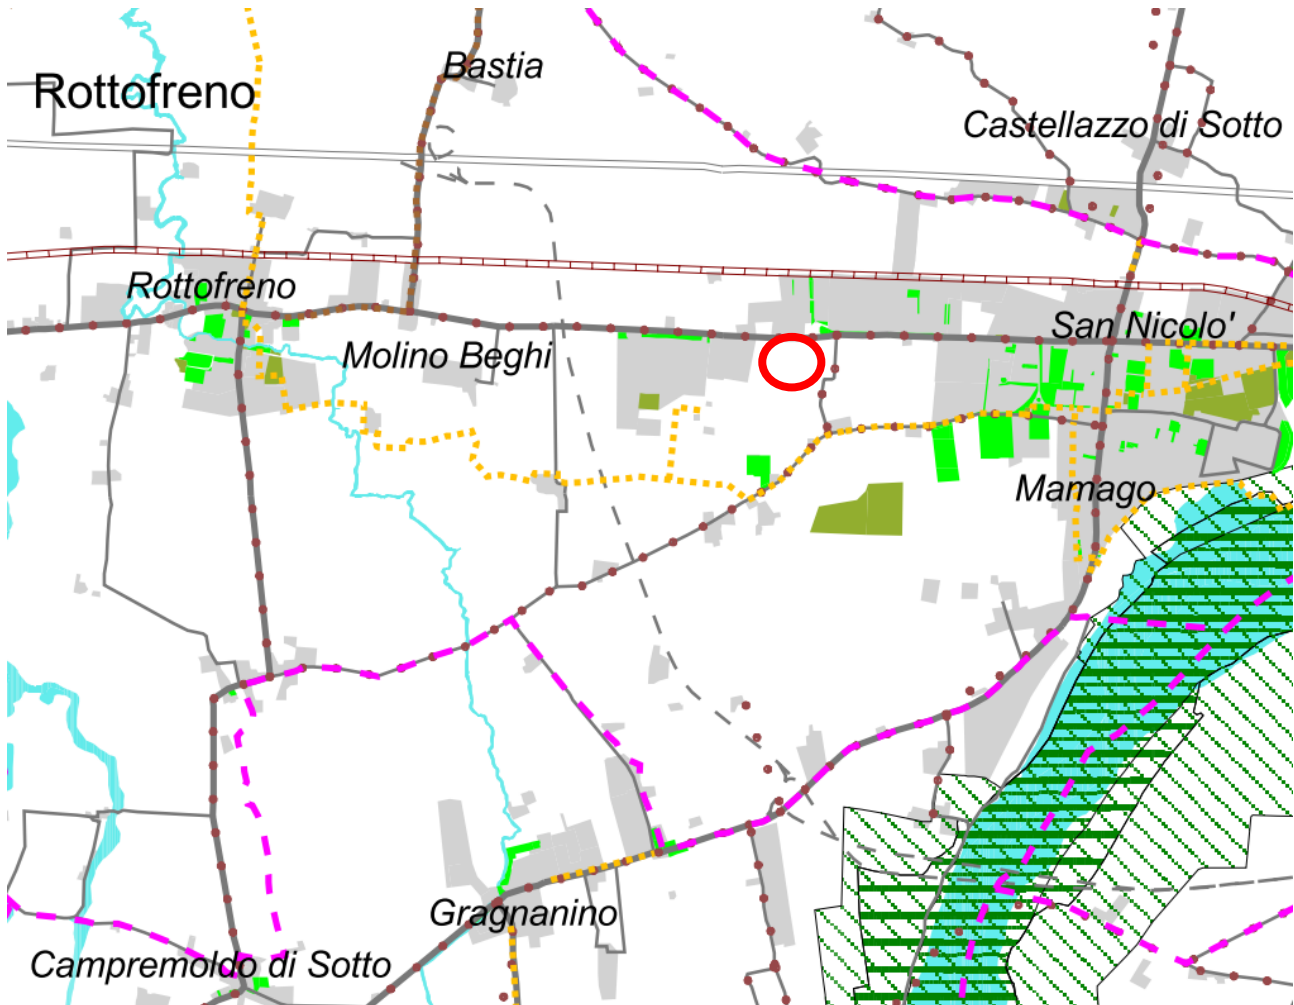 Bastia
Rottofreno
Castellazzo di Sotto
Rottofreno
San Nicolo'
Molino Beghi
Mamago
Gragnanino
Campremoldo di Sotto